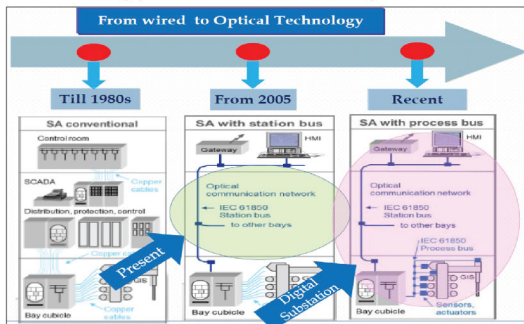 From wired to Optical Technology
Till 1980s
From 2005
Recent
SA conventional
Control room
Copper
cables
SCADA
Distribution, protection, control
Copper
Bay cubicle
Copper
cables
Present
SA with station bus
HMI
Gateway
Optical
communication network
IEC 61850
Station bus
to other bays
GIS
Bay cubicle
Digital
Substation
SA with process bus
HMI
Gateway
Optical
communication network
IEC 61850
Station bus
to other bays
IEC 61850
Process bus
GIS
Bay cubicle
Sensors,
actuators